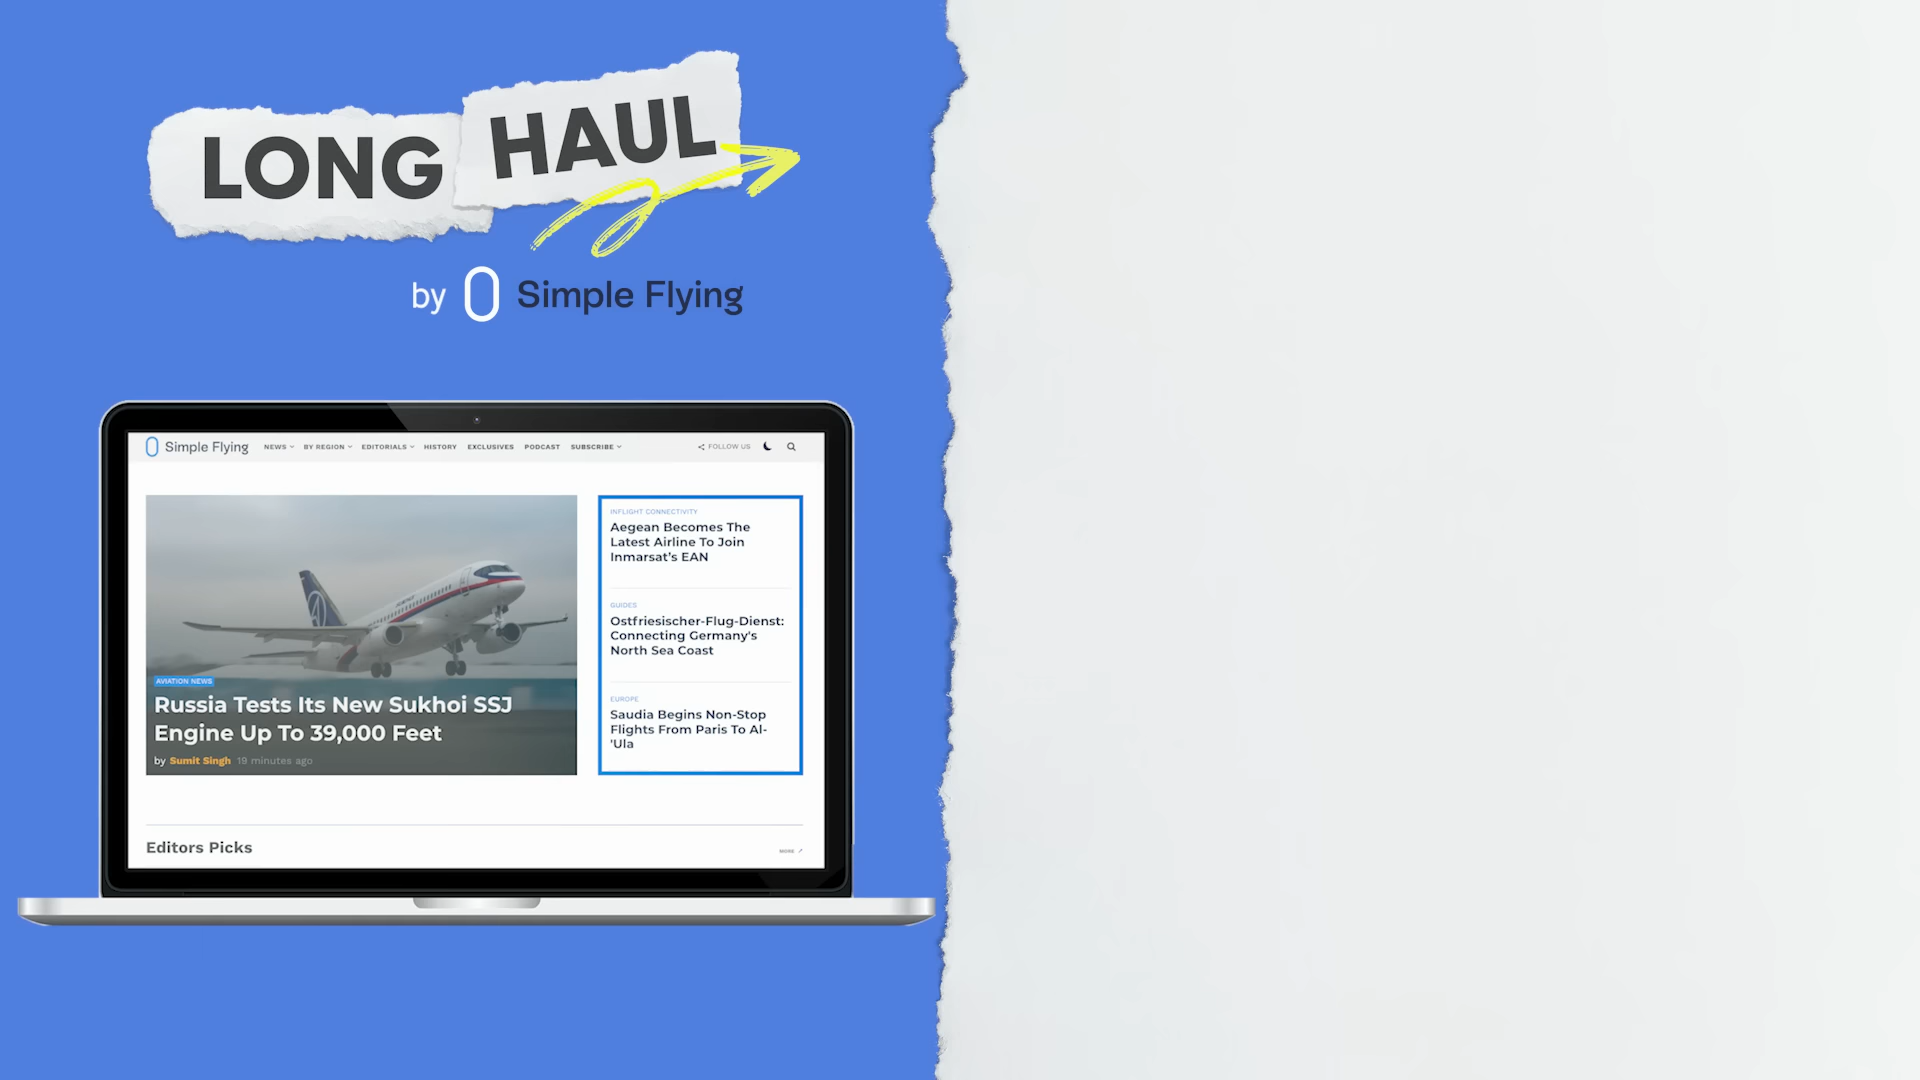 LONG HAUL
by Simple Flying
Simple Flying NEWS BY REGION EDITORIALS HISTORY EXCLUSIVES PODCAST SUBSCRIBE FOLLOW US
AVIATION NEWS
Russia Tests Its New Sukhoi SSJ
Engine Up To 39,000 Feet
by Sumit Singh 19 minutes ago
INFLIGHT CONNECTIVITY
Aegean Becomes The
Latest Airline To Join
Inmarsat's EAN
GUIDES
Ostfriesischer-Flug-Dienst:
Connecting Germany's
North Sea Coast
EUROPE
Saudia Begins Non-Stop
Flights From Paris To Al-
'Ula
Editors Picks
MORE